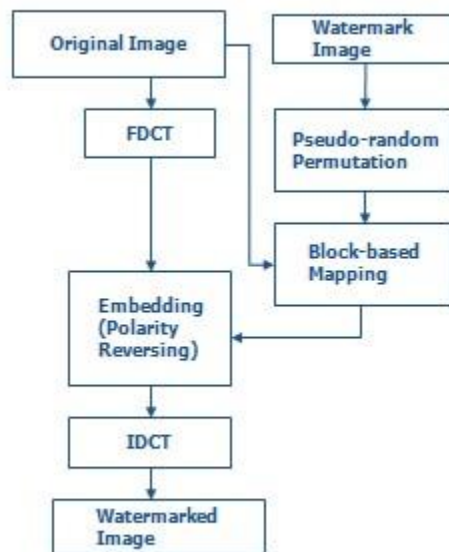 Original Image
Watermark
Image
FDCT
Pseudo-random
Permutation
Block-based
Mapping
Embedding
(Polarity
Reversing)
IDCT
Watermarked
Image